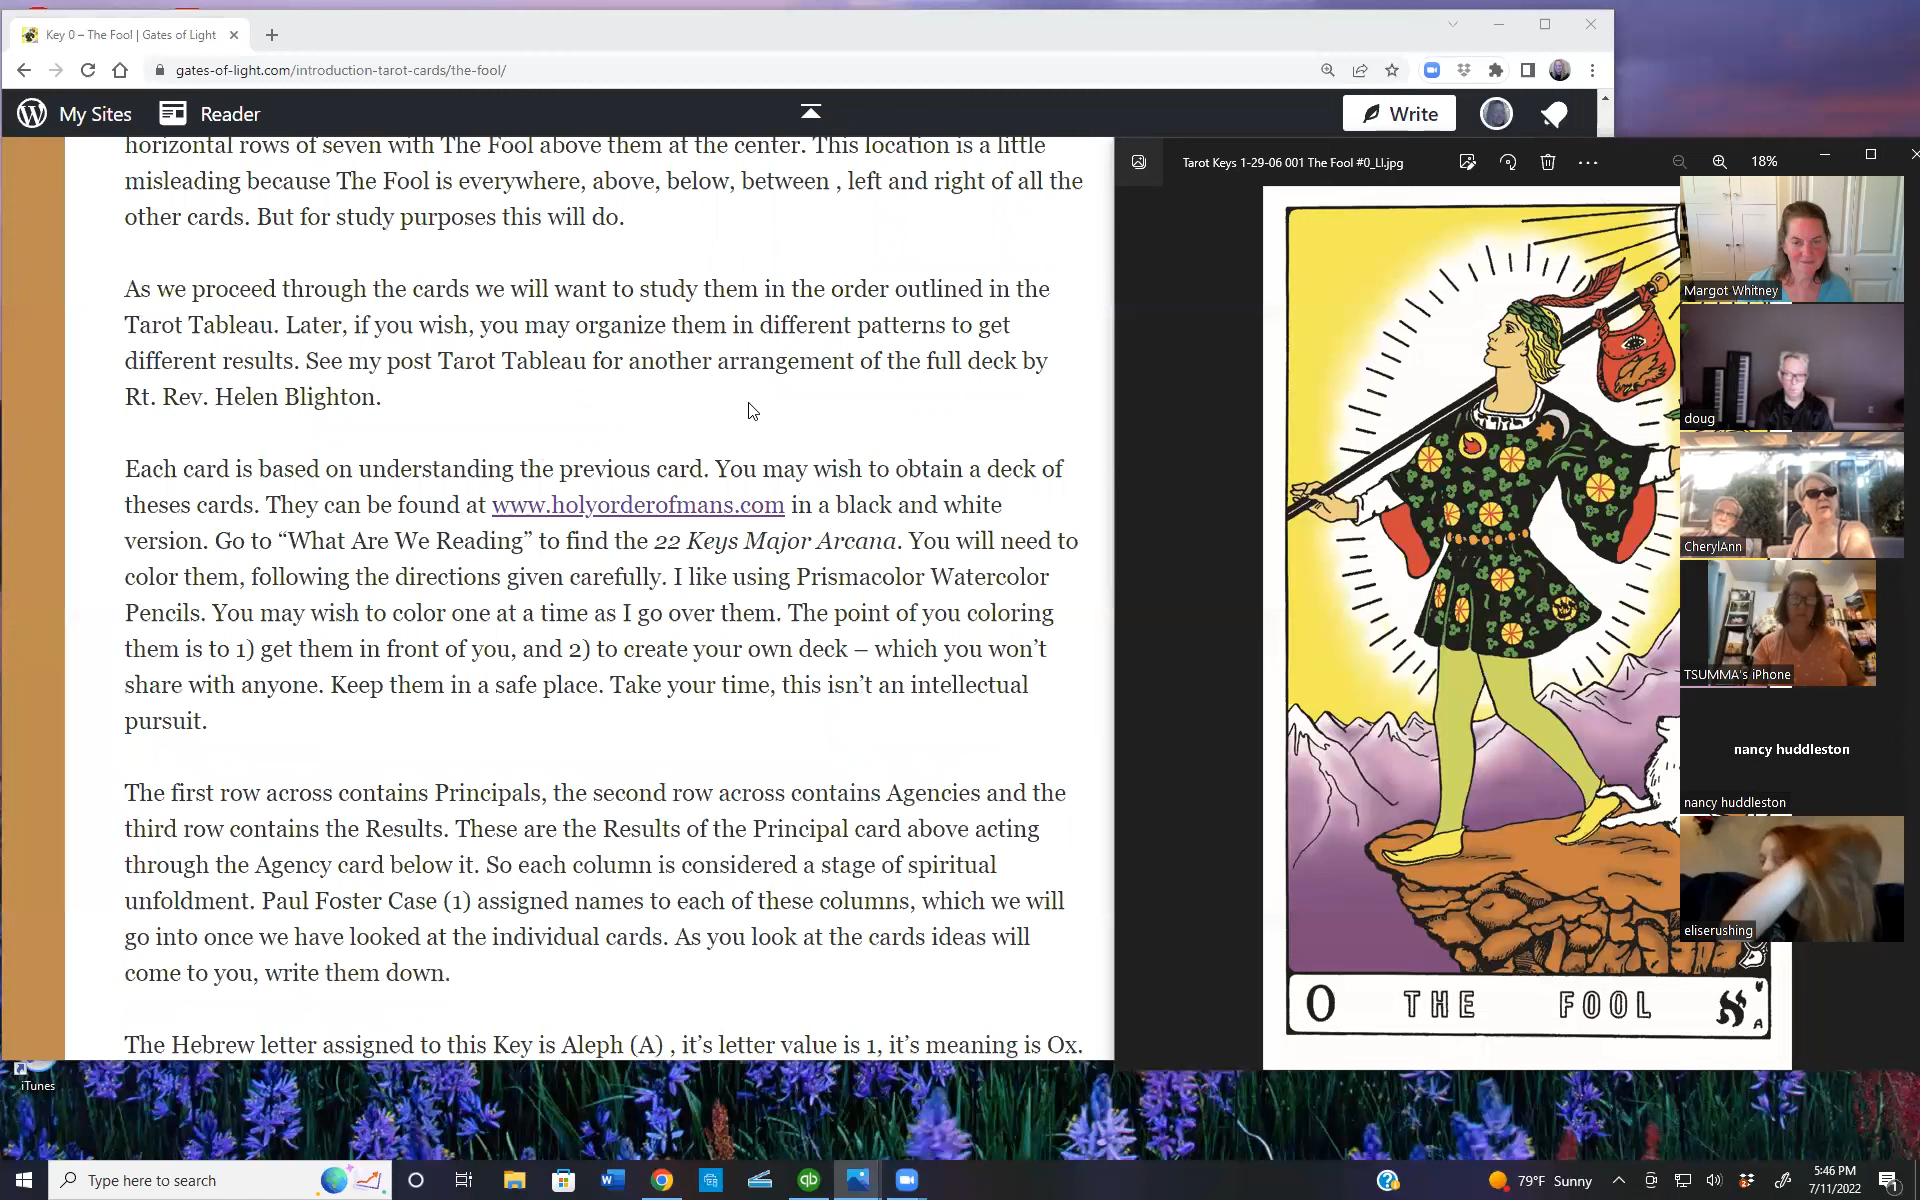 Key 0 – The Fool | Gates of Light
gates-of-light.com/introduction-tarot-cards/the-fool/
My Sites
Reader
Write
horizontal rows of seven with The Fool above them at the center. This location is a little
misleading because The Fool is everywhere, above, below, between , left and right of all the
other cards. But for study purposes this will do.
As we proceed through the cards we will want to study them in the order outlined in the
Tarot Tableau. Later, if you wish, you may organize them in different patterns to get
different results. See my post Tarot Tableau for another arrangement of the full deck by
Rt. Rev. Helen Blighton.
Each card is based on understanding the previous card. You may wish to obtain a deck of
theses cards. They can be found at www.holyorderofmans.com in a black and white
version. Go to “What Are We Reading” to find the 22 Keys Major Arcana. You will need to
color them, following the directions given carefully. I like using Prismacolor Watercolor
Pencils. You may wish to color one at a time as I go over them. The point of you coloring
them is to 1) get them in front of you, and 2) to create your own deck – which you won’t
share with anyone. Keep them in a safe place. Take your time, this isn’t an intellectual
pursuit.
The first row across contains Principals, the second row across contains Agencies and the
third row contains the Results. These are the Results of the Principal card above acting
through the Agency card below it. So each column is considered a stage of spiritual
unfoldment. Paul Foster Case (1) assigned names to each of these columns, which we will
go into once we have looked at the individual cards. As you look at the cards ideas will
come to you, write them down.
The Hebrew letter assigned to this Key is Aleph (A) , it’s letter value is 1, it’s meaning is Ox.
Tarot Keys 1-29-06 001 The Fool #0_LI.jpg
18%
Margot Whitney
doug
CherylAnn
TSUMMA's iPhone
nancy huddleston
nancy huddleston
eliserushing
0 THE FOOL א A
iTunes
Type here to search
79°F Sunny
5:46 PM
7/11/2022
1